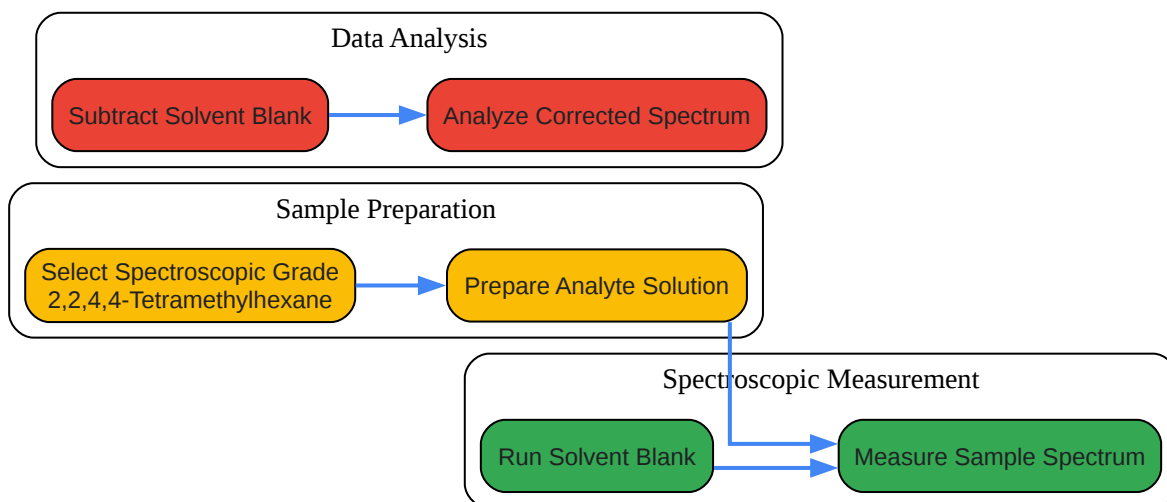 Data Analysis
Subtract Solvent Blank
Analyze Corrected Spectrum
Sample Preparation
Select Spectroscopic Grade
2,2,4,4-Tetramethylhexane
Prepare Analyte Solution
Spectroscopic Measurement
Run Solvent Blank
Measure Sample Spectrum